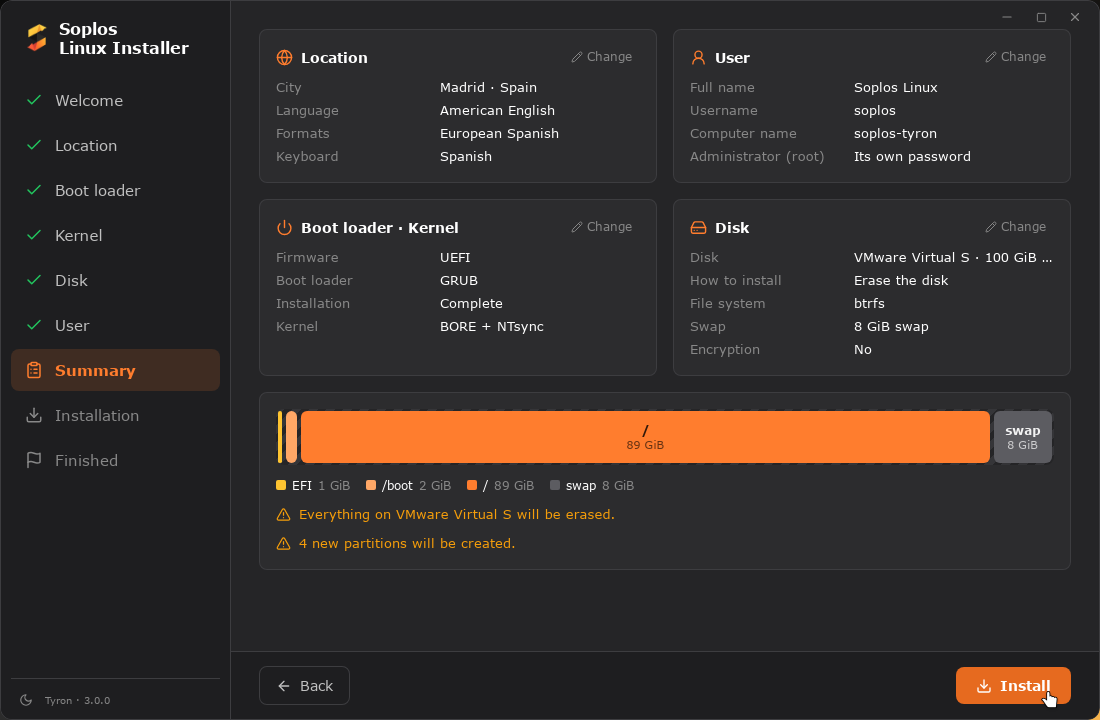 Soplos
Linux Installer
Welcome
Location
Boot loader
Kernel
Disk
User
Summary
Installation
Finished
Tyron · 3.0.0
Location
Change
City Madrid · Spain
Language American English
Formats European Spanish
Keyboard Spanish
User
Change
Full name Soplos Linux
Username soplos
Computer name soplos-tyron
Administrator (root) Its own password
Boot loader · Kernel
Change
Firmware UEFI
Boot loader GRUB
Installation Complete
Kernel BORE + NTsync
Disk
Change
Disk VMware Virtual S · 100 GiB ...
How to install Erase the disk
File system btrfs
Swap 8 GiB swap
Encryption No
/
89 GiB
swap
8 GiB
EFI 1 GiB /boot 2 GiB / 89 GiB swap 8 GiB
Everything on VMware Virtual S will be erased.
4 new partitions will be created.
Back
Install